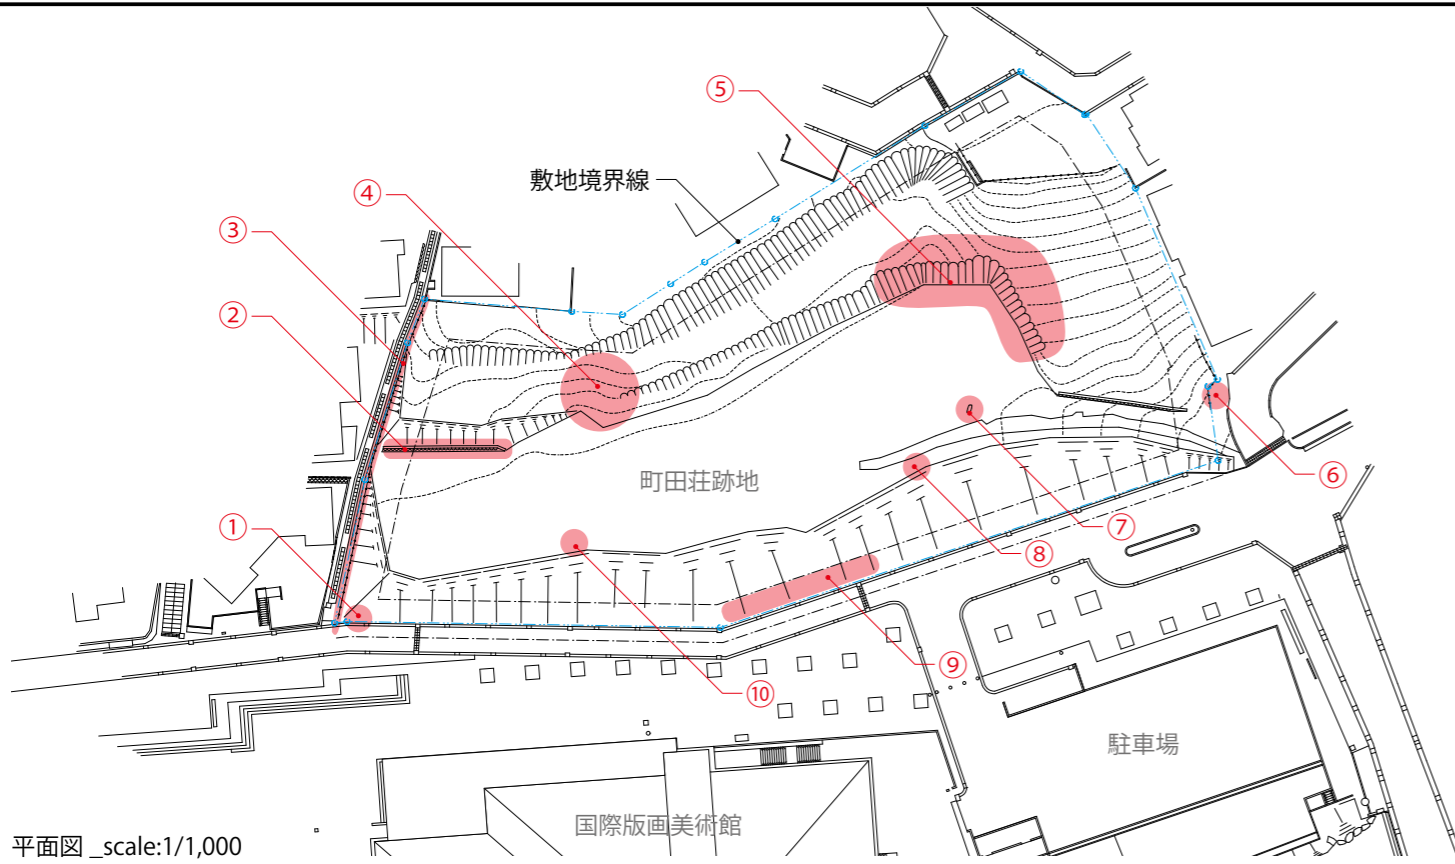 ⑤
敷地境界線
④
③
②
町田荘跡地
⑥
①
⑦
⑧
⑨
⑩
駐車場
国際版画美術館
平面図 _scale:1/1,000